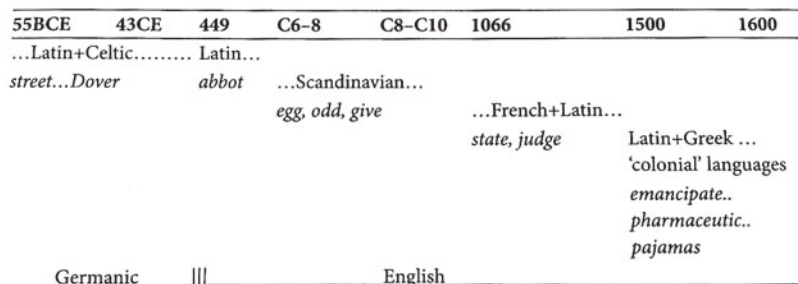 55BCE 43CE 449 C6–8 C8–C10 1066 1500 1600
...Latin+Celtic......... Latin...
street...Dover abbot ...Scandinavian...
egg, odd, give ...French+Latin...
state, judge Latin+Greek ...
'colonial' languages
emancipate..
pharmaceutic..
pajamas
Germanic ||| English